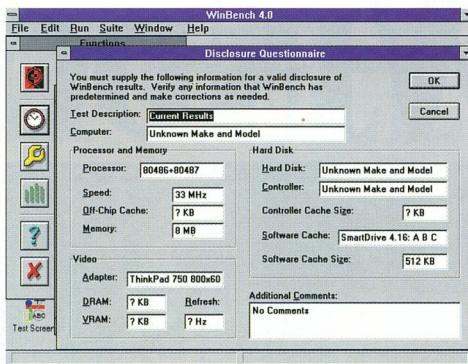 WinBench 4.0
File Edit Run Suite Window Help
Functions
Disclosure Questionnaire
You must supply the following information for a valid disclosure of
WinBench results. Verify any information that WinBench has
predetermined and make corrections as needed.
OK
Cancel
Test Description: Current Results
Computer: Unknown Make and Model
Processor and Memory
Processor: 80486+80487
Speed: 33 MHz
Off-Chip Cache: ? KB
Memory: 8 MB
Hard Disk
Hard Disk: Unknown Make and Model
Controller: Unknown Make and Model
Controller Cache Size: ? KB
Software Cache: SmartDrive 4.16: A B C
Software Cache Size: 512 KB
Video
Adapter: ThinkPad 750 800x60
DRAM: ? KB Refresh:
VRAM: ? KB ? Hz
Additional Comments:
No Comments
ABC
Test Screen